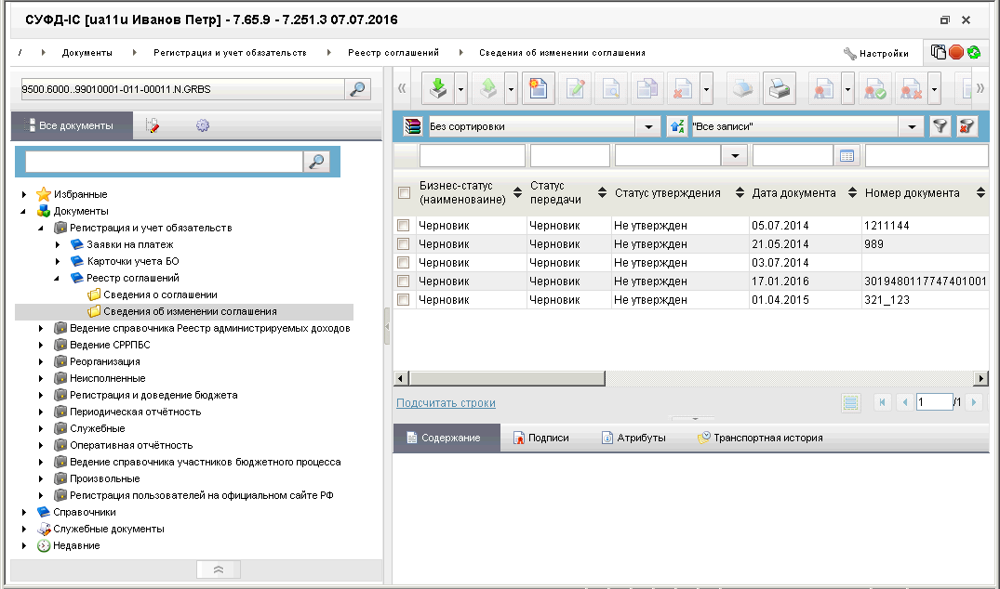 СУФД-IC [ua11u Иванов Петр] - 7.65.9 - 7.251.3 07.07.2016
/ Документы Регистрация и учет обязательств Реестр соглашений Сведения об изменении соглашения Настройки
9500.6000..99010001-011-00011.N.GRBS
Все документы
Избранные
Документы
Регистрация и учет обязательств
Заявки на платеж
Карточки учета БО
Реестр соглашений
Сведения о соглашении
Сведения об изменении соглашения
Ведение справочника Реестр администрируемых доходов
Ведение СРРПБС
Реорганизация
Неисполненные
Регистрация и доведение бюджета
Периодическая отчётность
Служебные
Оперативная отчётность
Ведение справочника участников бюджетного процесса
Произвольные
Регистрация пользователей на официальном сайте РФ
Справочники
Служебные документы
Недавние
Без сортировки "Все записи"
Бизнес-статус (наименоваине) Статус передачи Статус утверждения Дата документа Номер документа
Черновик Черновик Не утвержден 05.07.2014 1211144
Черновик Черновик Не утвержден 21.05.2014 989
Черновик Черновик Не утвержден 03.07.2014
Черновик Черновик Не утвержден 17.01.2016 3019480117747401001
Черновик Черновик Не утвержден 01.04.2015 321_123
Подсчитать строки 1 /1
Содержание Подписи Атрибуты Транспортная история